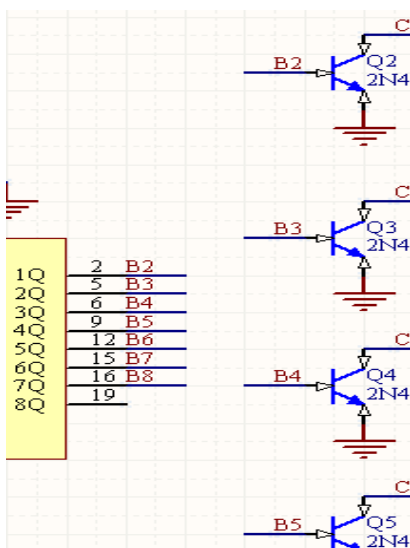 C
B2 Q2
2N4
C
B3 Q3
2N4
1Q 2 B2
2Q 5 B3
3Q 6 B4
4Q 9 B5
5Q 12 B6
6Q 15 B7
7Q 16 B8
8Q 19
C
B4 Q4
2N4
C
B5 Q5
2N4